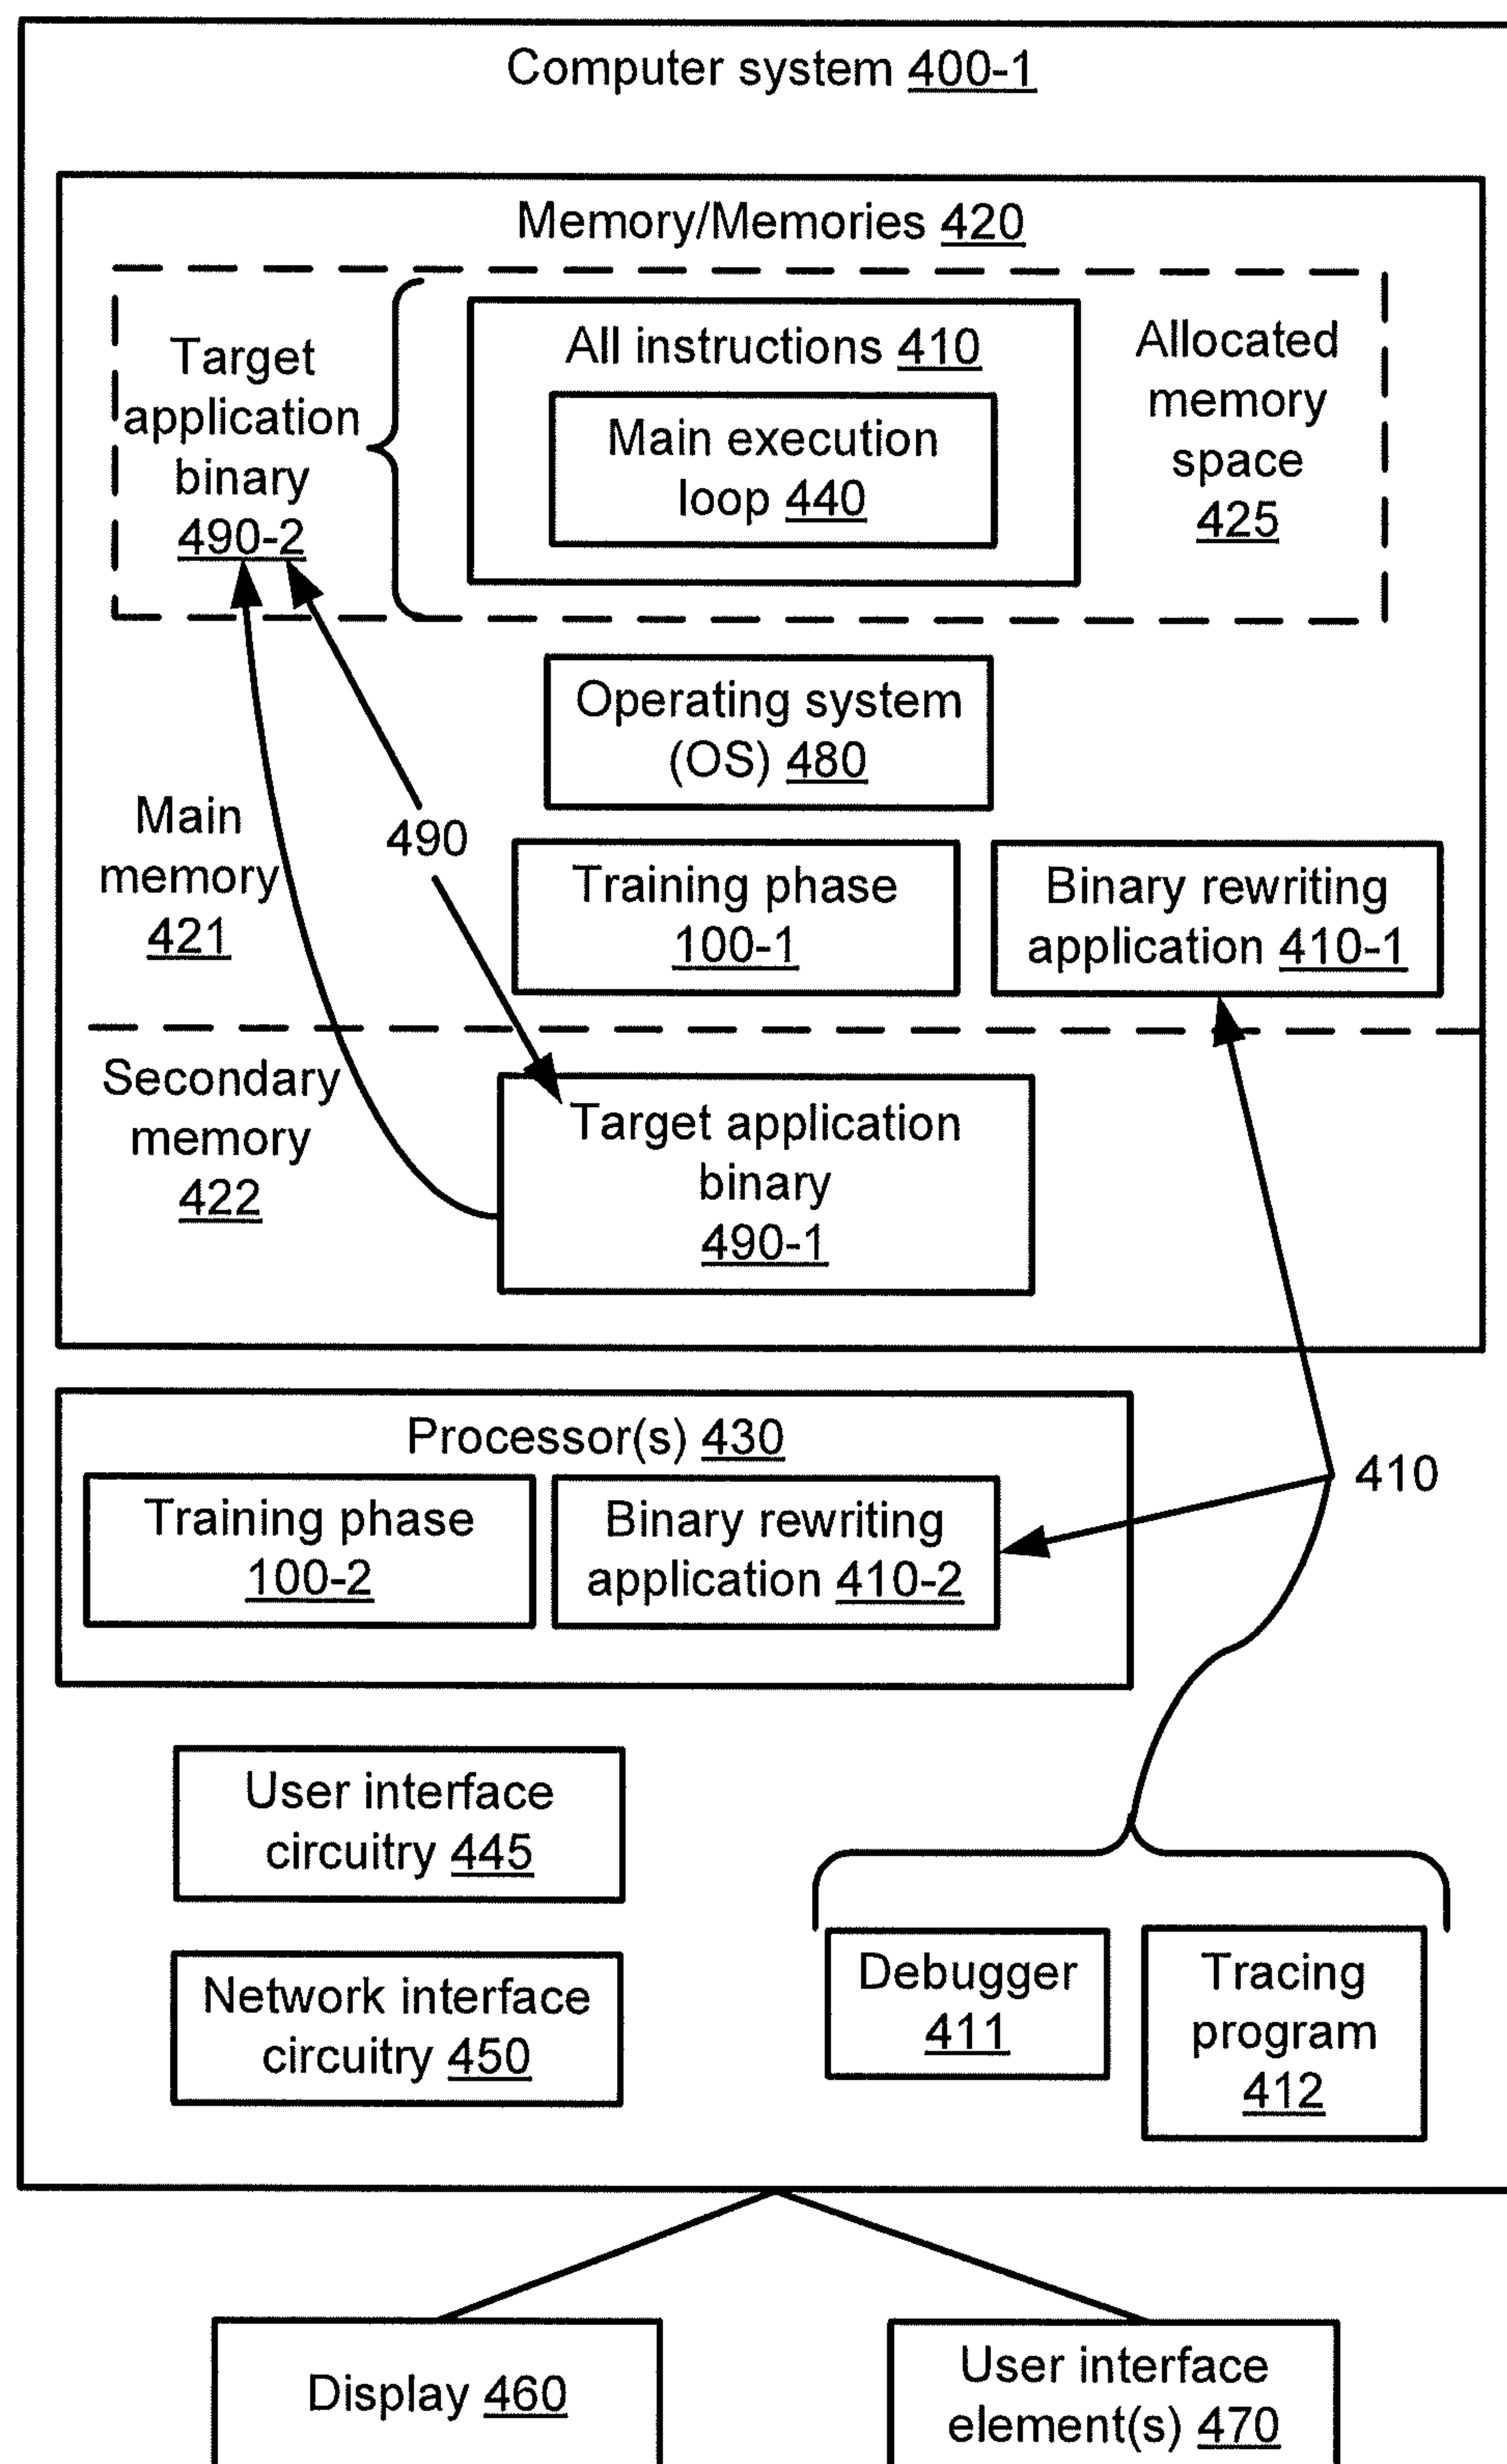 Computer system 400-1
Memory/Memories 420
Target
application
binary
490-2
All instructions 410
Main execution
loop 440
Allocated
memory
space
425
Operating system
(OS) 480
Main
memory
421
490
Training phase
100-1
Binary rewriting
application 410-1
Secondary
memory
422
Target application
binary
490-1
Processor(s) 430
Training phase
100-2
Binary rewriting
application 410-2
410
User interface
circuitry 445
Network interface
circuitry 450
Debugger
411
Tracing
program
412
Display 460
User interface
element(s) 470